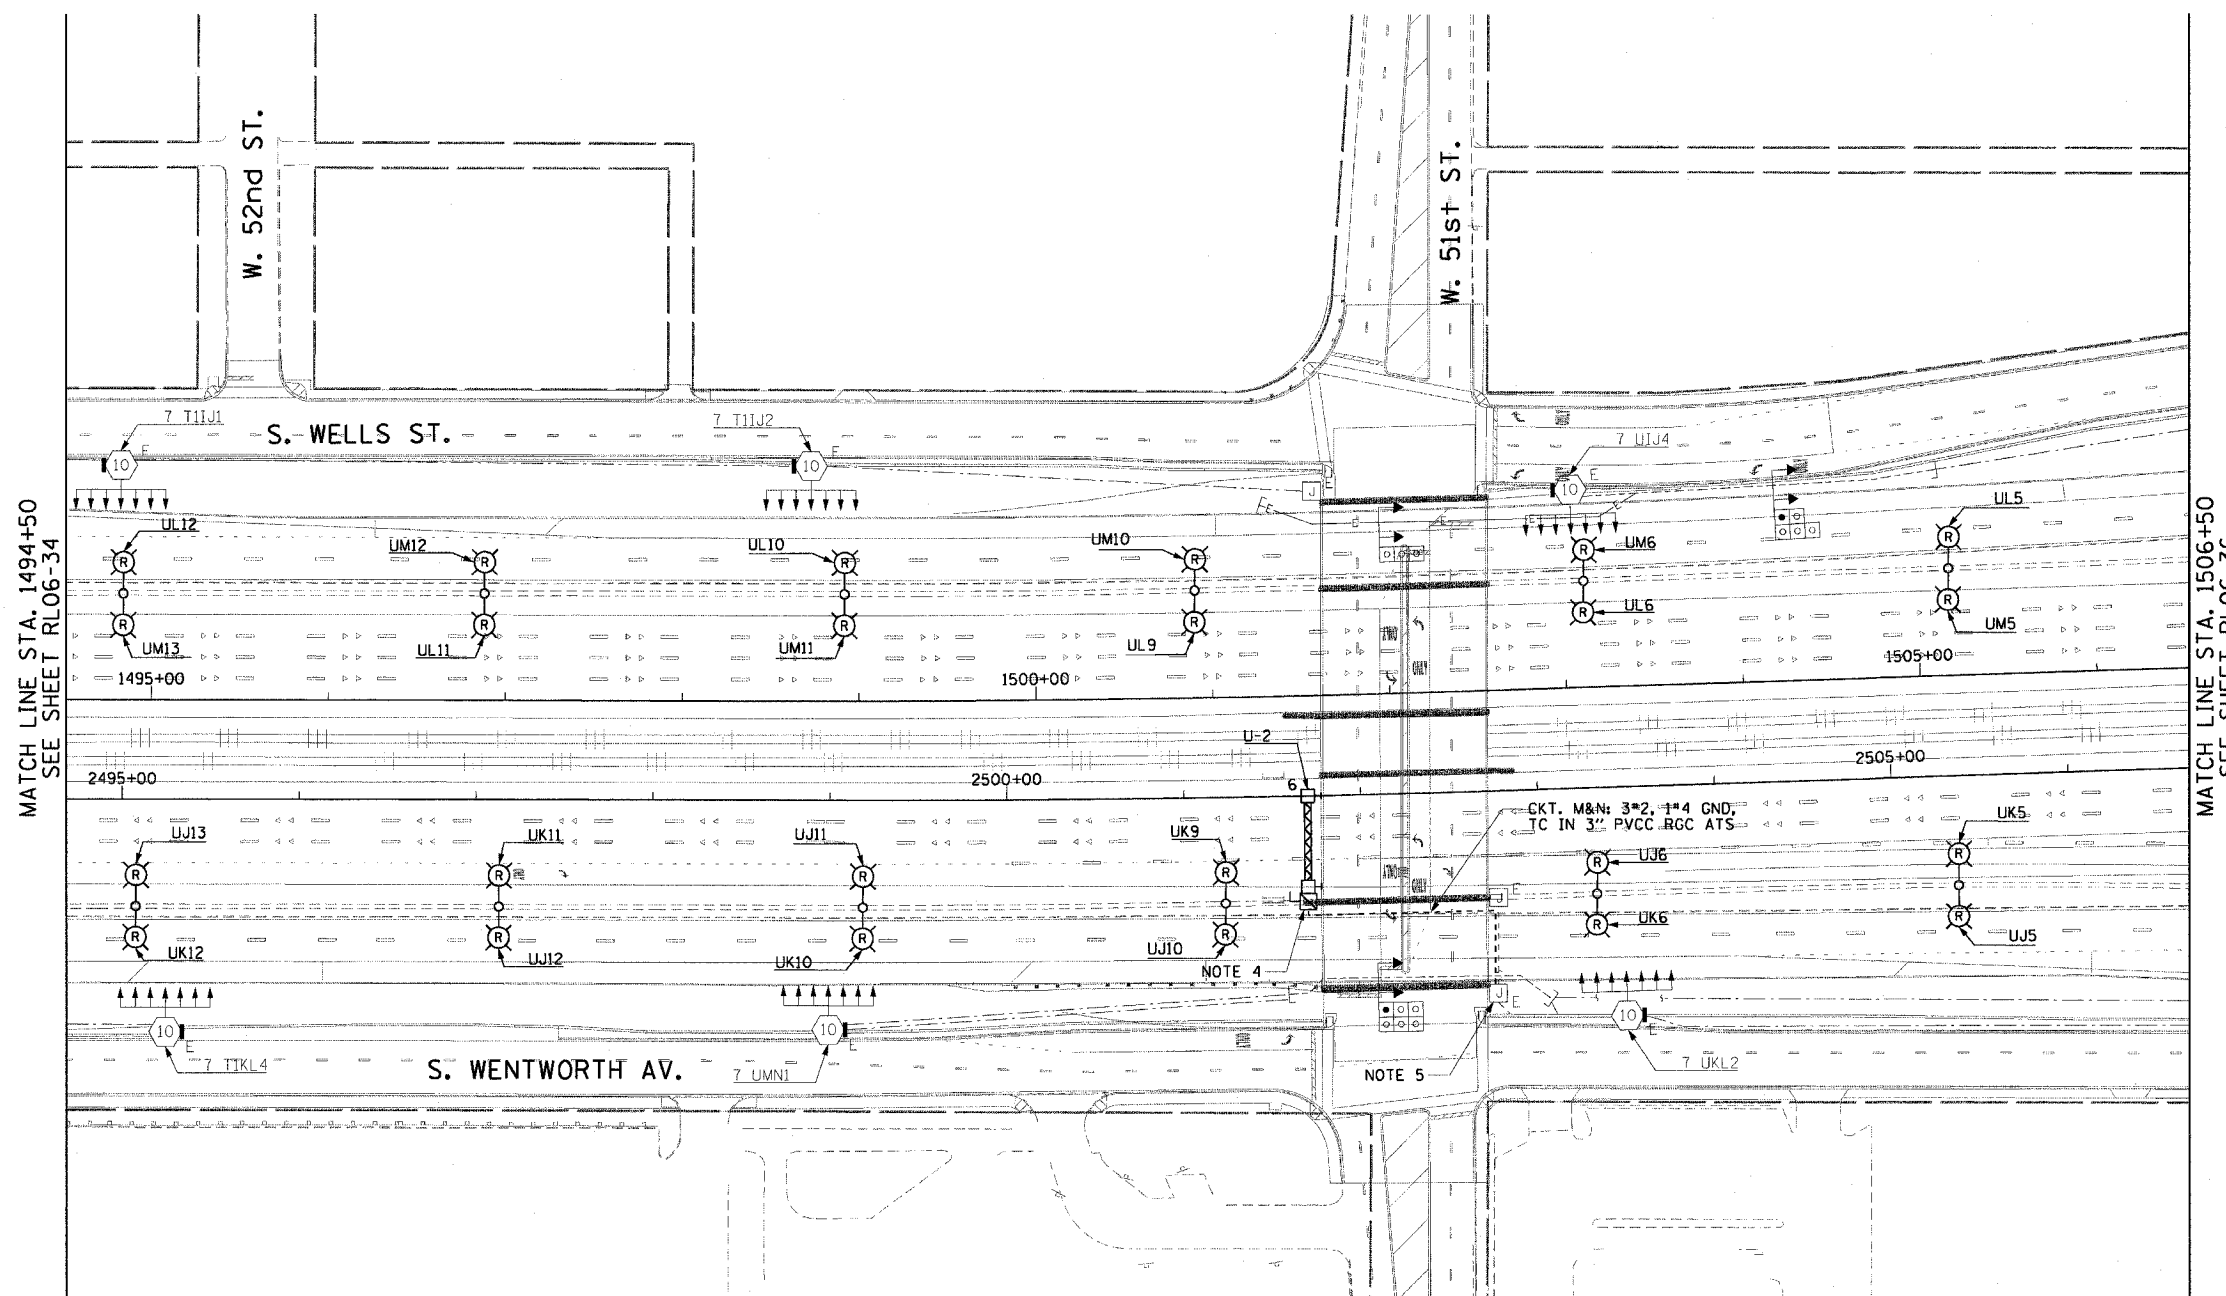 W. 52nd ST.
W. 51st ST.
7 T1IJ1
S. WELLS ST.
7 T1IJ2
7 UIJ4
10
E
10
E
10
E
J
E
MATCH LINE STA. 1494+50
SEE SHEET RL06-34
MATCH LINE STA. 1506+50
UL12
UM12
UL10
UM10
UM6
UL5
R
R
R
R
R
R
UM13
UL11
UM11
UL9
UL6
UM5
R
R
R
R
R
R
ONLY
1495+00
1500+00
1505+00
U-2
2495+00
2500+00
2505+00
6
CKT. M&N: 3#2, 1#4 GND,
TC IN 3" PVCC RGC ATS
UJ13
UK11
UJ11
UK9
UJ6
UK5
R
R
R
R
R
R
ONLY
J
E
UK12
UJ12
UK10
UJ10
UK6
UJ5
R
R
R
R
R
R
NOTE 4
J
E
10
E
10
E
10
E
7 T1KL4
S. WENTWORTH AV.
7 UMN1
NOTE 5
7 UKL2